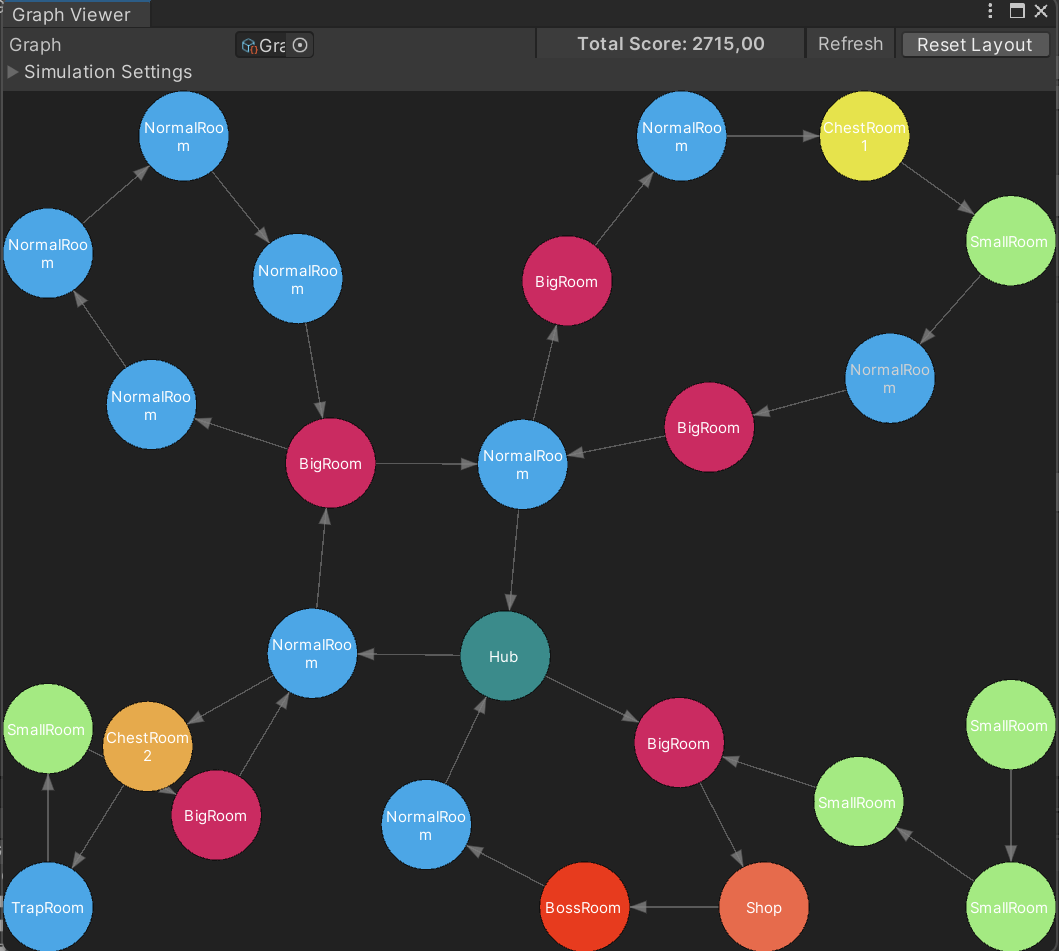 Graph Viewer
Graph
Gra
Total Score: 2715,00
Refresh
Reset Layout
Simulation Settings
NormalRoo
m
NormalRoo
m
ChestRoom
1
NormalRoo
m
SmallRoom
NormalRoo
m
BigRoom
NormalRoo
m
NormalRoo
m
BigRoom
BigRoom
NormalRoo
m
NormalRoo
m
Hub
SmallRoom
ChestRoom
2
BigRoom
SmallRoom
BigRoom
NormalRoo
m
SmallRoom
TrapRoom
BossRoom
Shop
SmallRoom